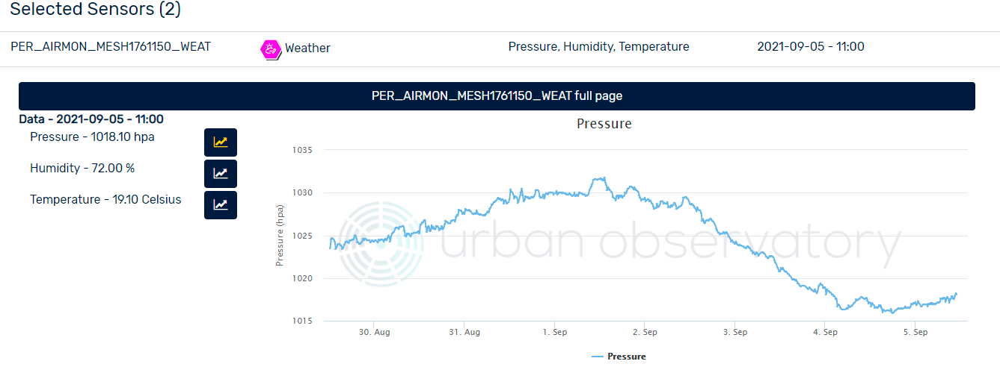 Selected Sensors (2)
PER_AIRMON_MESH1761150_WEAT Weather Pressure, Humidity, Temperature 2021-09-05 - 11:00
PER_AIRMON_MESH1761150_WEAT full page
Data - 2021-09-05 - 11:00
Pressure - 1018.10 hpa
Humidity - 72.00 %
Temperature - 19.10 Celsius
Pressure
1035
1030
1025
1020
1015
Pressure (hpa)
urban observatory
30. Aug 31. Aug 1. Sep 2. Sep 3. Sep 4. Sep 5. Sep
Pressure